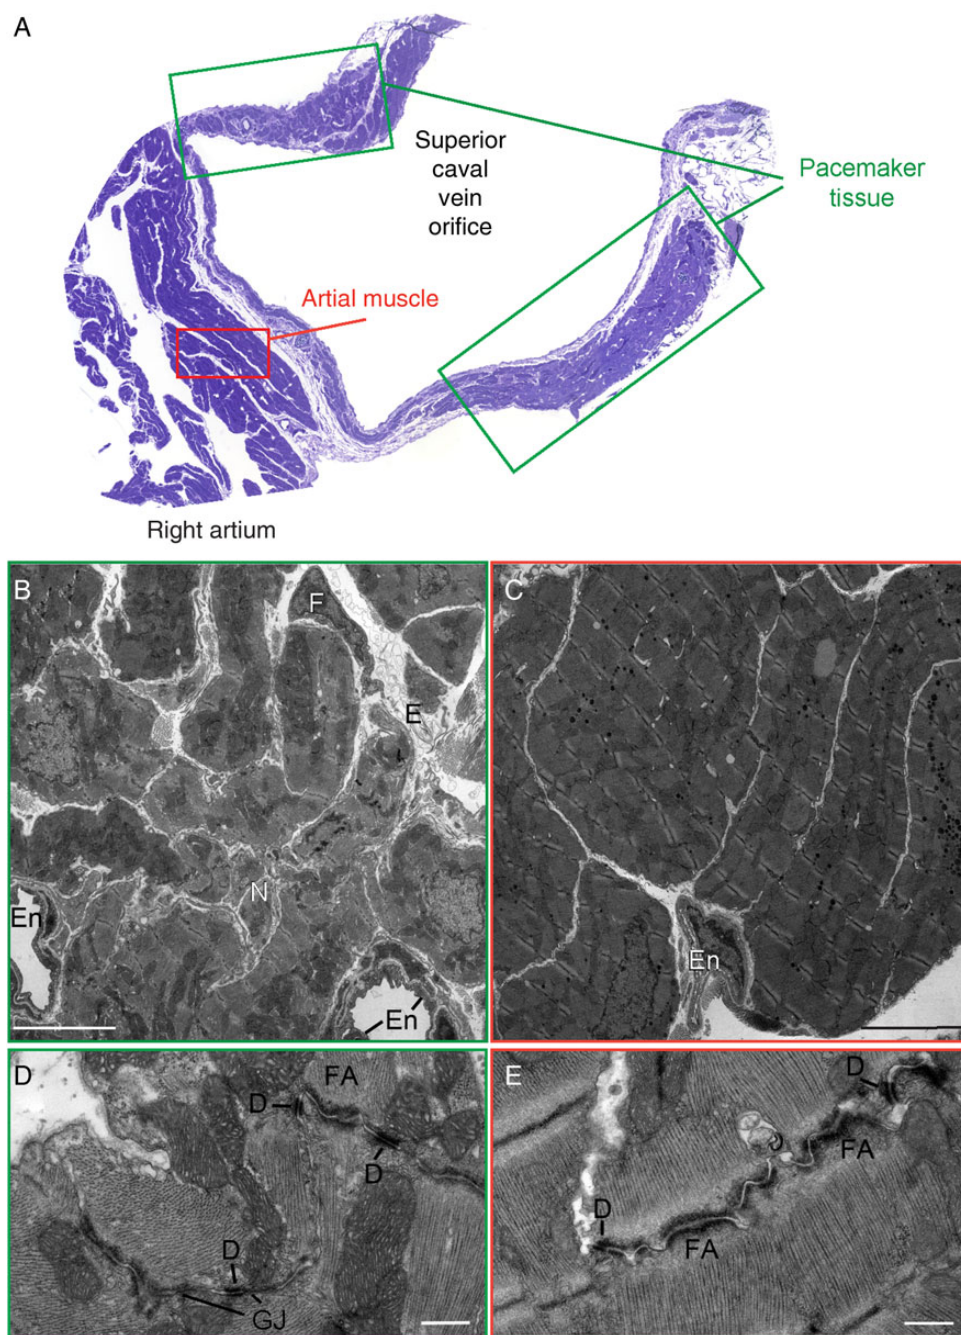 A
Superior
caval
vein
orifice
Pacemaker
tissue
Artial muscle
Right artium
B
F
E
N
En
En
C
En
D
FA
D
D
D
GJ
E
D
FA
D
FA